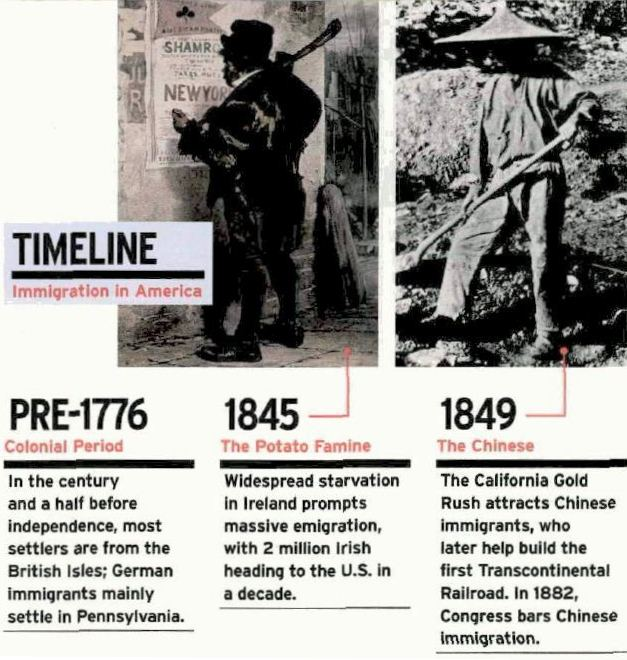 AMERICAN
SHAMRO
NEW YOR
TIMELINE
Immigration in America
PRE-1776
Colonial Period
In the century
and a half before
independence, most
settlers are from the
British Isles; German
immigrants mainly
settle in Pennsylvania.
1845
The Potato Famine
Widespread starvation
in Ireland prompts
massive emigration,
with 2 million Irish
heading to the U.S. in
a decade.
1849
The Chinese
The California Gold
Rush attracts Chinese
immigrants, who
later help build the
first Transcontinental
Railroad. In 1882,
Congress bars Chinese
immigration.